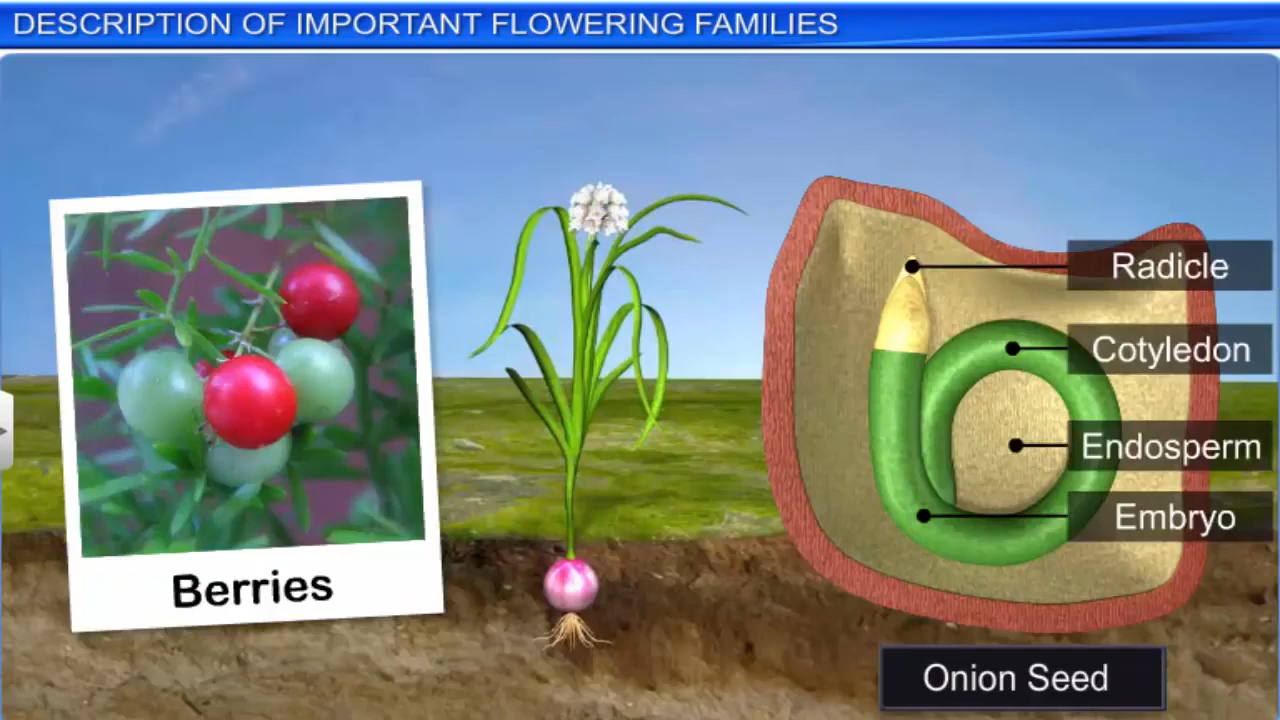 DESCRIPTION OF IMPORTANT FLOWERING FAMILIES
Berries
Radicle
Cotyledon
Endosperm
Embryo
Onion Seed